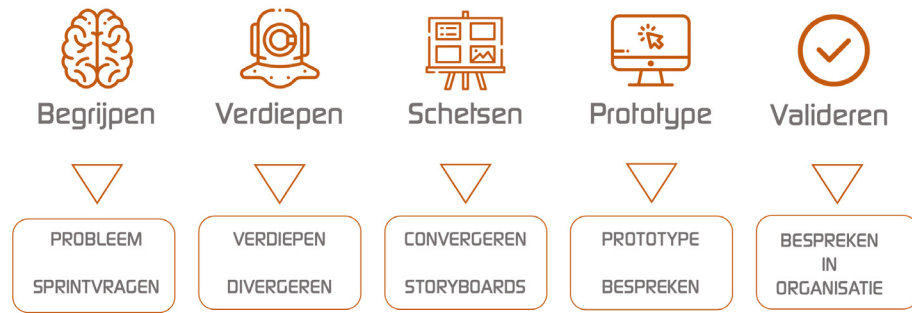 Begrijpen
Verdiepen
Schetsen
Prototype
Valideren
PROBLEEM
SPRINTVRAGEN
VERDIEPEN
DIVERGEREN
CONVERGEREN
STORYBOARDS
PROTOTYPE
BESPREKEN
BESPREKEN
IN
ORGANISATIE